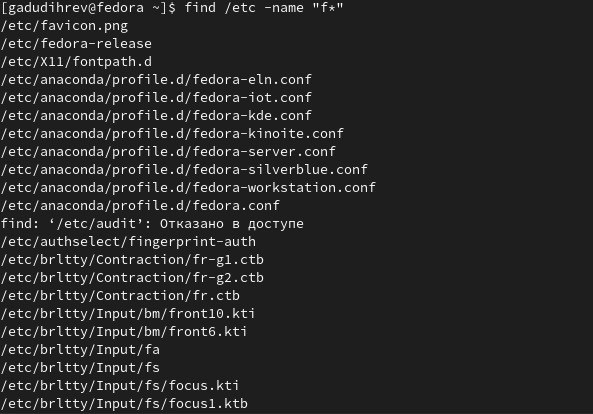 [gadudihrev@fedora ~]$ find /etc -name "f*"
/etc/favicon.png
/etc/fedora-release
/etc/X11/fontpath.d
/etc/anaconda/profile.d/fedora-eln.conf
/etc/anaconda/profile.d/fedora-iot.conf
/etc/anaconda/profile.d/fedora-kde.conf
/etc/anaconda/profile.d/fedora-kinoite.conf
/etc/anaconda/profile.d/fedora-server.conf
/etc/anaconda/profile.d/fedora-silverblue.conf
/etc/anaconda/profile.d/fedora-workstation.conf
/etc/anaconda/profile.d/fedora.conf
find: ‘/etc/audit’: Отказано в доступе
/etc/authselect/fingerprint-auth
/etc/brltty/Contraction/fr-g1.ctb
/etc/brltty/Contraction/fr-g2.ctb
/etc/brltty/Contraction/fr.ctb
/etc/brltty/Input/bm/front10.kti
/etc/brltty/Input/bm/front6.kti
/etc/brltty/Input/fa
/etc/brltty/Input/fs
/etc/brltty/Input/fs/focus.kti
/etc/brltty/Input/fs/focus1.ktb